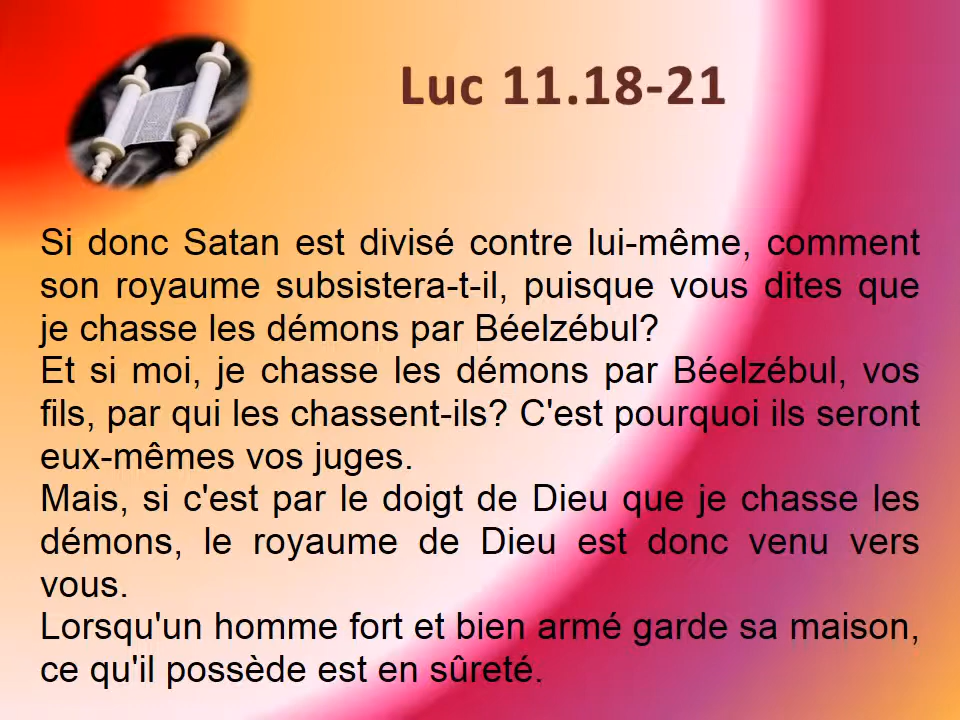 Luc 11.18-21
Si donc Satan est divisé contre lui-même, comment
son royaume subsistera-t-il, puisque vous dites que
je chasse les démons par Béelzébul?
Et si moi, je chasse les démons par Béelzébul, vos
fils, par qui les chassent-ils? C'est pourquoi ils seront
eux-mêmes vos juges.
Mais, si c'est par le doigt de Dieu que je chasse les
démons, le royaume de Dieu est donc venu vers
vous.
Lorsqu'un homme fort et bien armé garde sa maison,
ce qu'il possède est en sûreté.